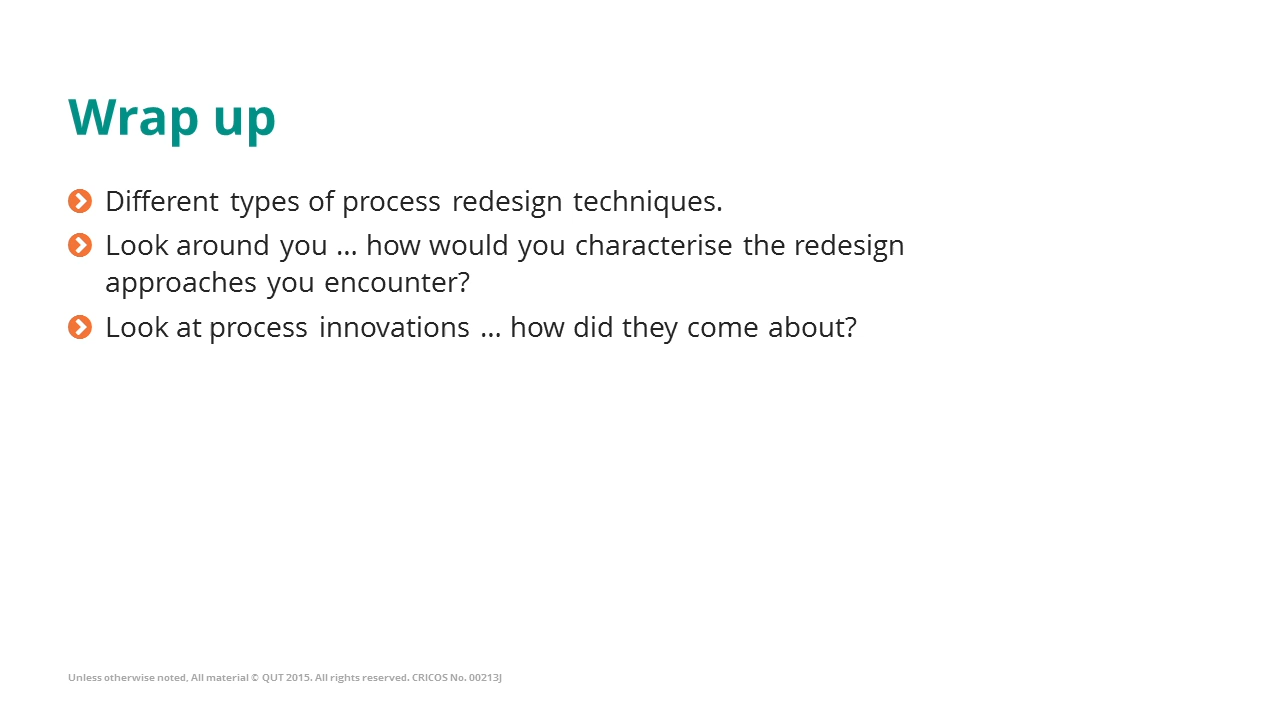 Wrap up
Different types of process redesign techniques.
Look around you ... how would you characterise the redesign
approaches you encounter?
Look at process innovations ... how did they come about?
Unless otherwise noted, All material © QUT 2015. All rights reserved. CRICOS No. 00213J